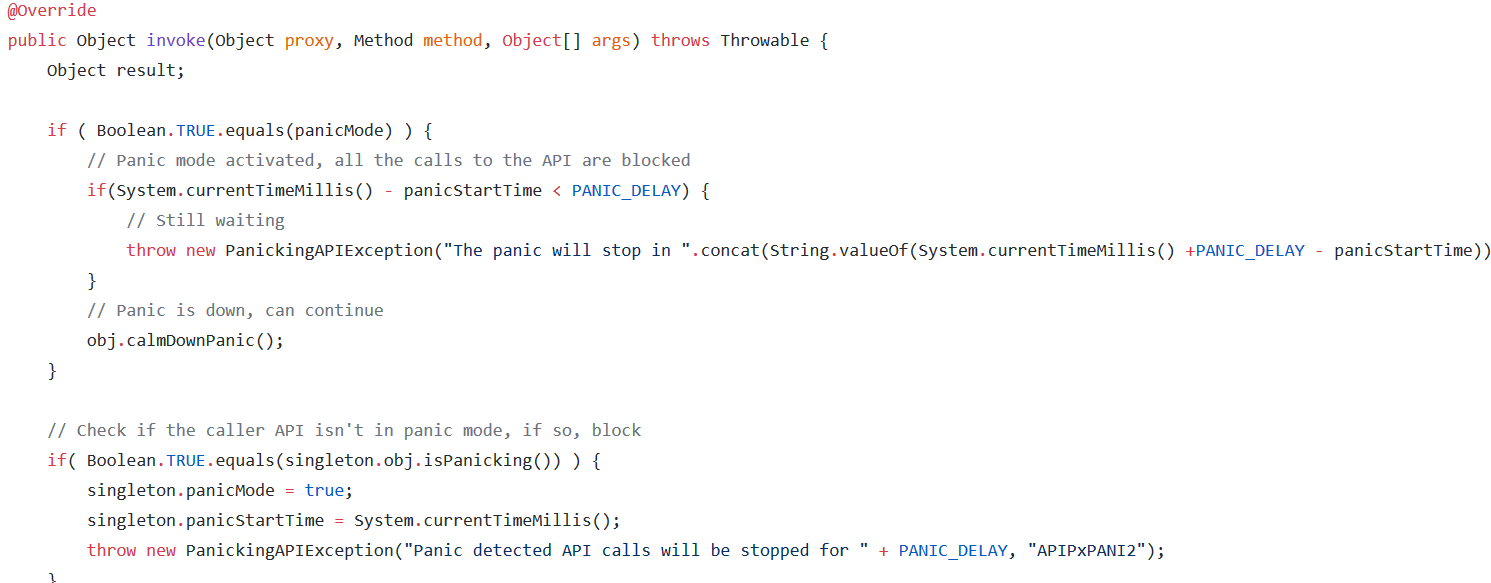 @Override
public Object invoke(Object proxy, Method method, Object[] args) throws Throwable {
    Object result;

    if ( Boolean.TRUE.equals(panicMode) ) {
        // Panic mode activated, all the calls to the API are blocked
        if(System.currentTimeMillis() - panicStartTime < PANIC_DELAY) {
            // Still waiting
            throw new PanickingAPIException("The panic will stop in ".concat(String.valueOf(System.currentTimeMillis() +PANIC_DELAY - panicStartTime))
        }
        // Panic is down, can continue
        obj.calmDownPanic();
    }

    // Check if the caller API isn't in panic mode, if so, block
    if( Boolean.TRUE.equals(singleton.obj.isPanicking()) ) {
        singleton.panicMode = true;
        singleton.panicStartTime = System.currentTimeMillis();
        throw new PanickingAPIException("Panic detected API calls will be stopped for " + PANIC_DELAY, "APIPxPANI2");
    }